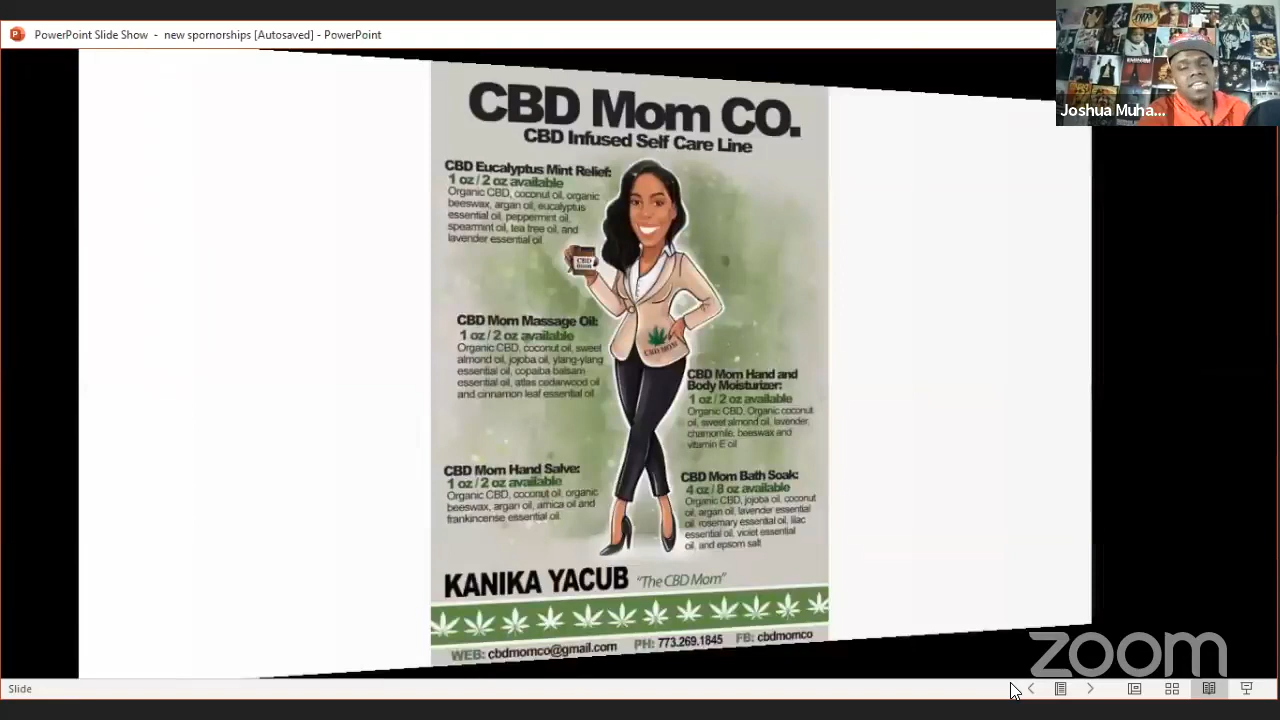 PowerPoint Slide Show - new spornorships [Autosaved] - PowerPoint
Joshua Muha...
CBD Mom CO.
CBD Infused Self Care Line
CBD Eucalyptus Mint Relief:
1 oz / 2 oz available
Organic CBD, coconut oil, organic
beeswax, argan oil, eucalyptus
essential oil, peppermint oil,
spearmint oil, tea tree oil, and
lavender essential oil
CBD
MOM
CBD Mom Massage Oil:
1 oz / 2 oz available
Organic CBD, coconut oil, sweet
almond oil, jojoba oil, ylang-ylang
essential oil, copaiba balsam
essential oil, atlas cedarwood oil
and cinnamon leaf essential oil
CBD MOM
CBD Mom Hand and
Body Moisturizer:
1 oz / 2 oz available
Organic CBD, Organic coconut
oil, sweet almond oil, lavender,
chamomile, beeswax and
vitamin E oil
CBD Mom Hand Salve:
1 oz / 2 oz available
Organic CBD, coconut oil, organic
beeswax, argan oil, arnica oil and
frankincense essential oil
CBD Mom Bath Soak:
4 oz / 8 oz available
Organic CBD, jojoba oil, coconut
oil, argan oil, lavender essential
oil, rosemary essential oil, lilac
essential oil, violet essential
oil, and epsom salt
KANIKA YACUB "The CBD Mom"
WEB: cbdmomco@gmail.com PH: 773.269.1845 FB: cbdmomco
zoom
Slide